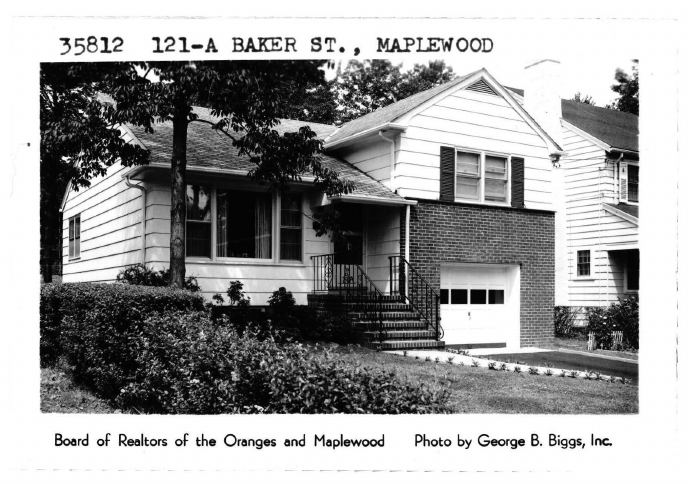 35812 121-A BAKER ST., MAPLEWOOD
Board of Realtors of the Oranges and Maplewood Photo by George B. Biggs, Inc.